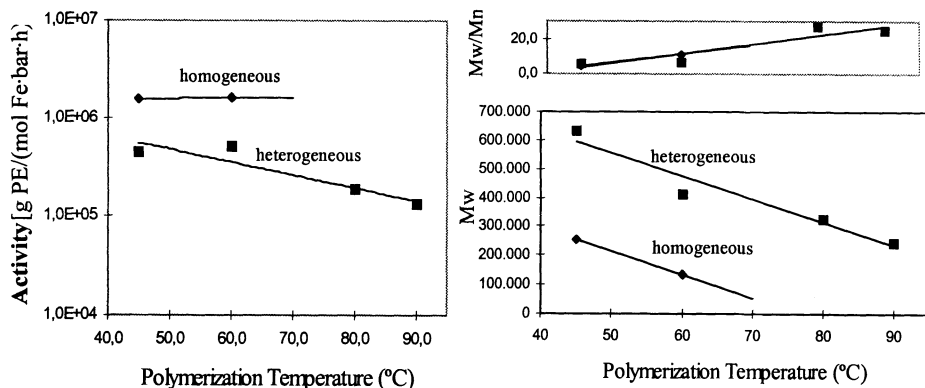 Activity [g PE/(mol Fe·bar·h]
1,0E+07
1,0E+06
1,0E+05
1,0E+04
homogeneous
heterogeneous
40,0 50,0 60,0 70,0 80,0 90,0
Polymerization Temperature (ºC)
Mw/Mn
20,0
0,0
Mw
700.000
600.000
500.000
400.000
300.000
200.000
100.000
0.000
heterogeneous
homogeneous
40 50 60 70 80 90
Polymerization Temperature (ºC)